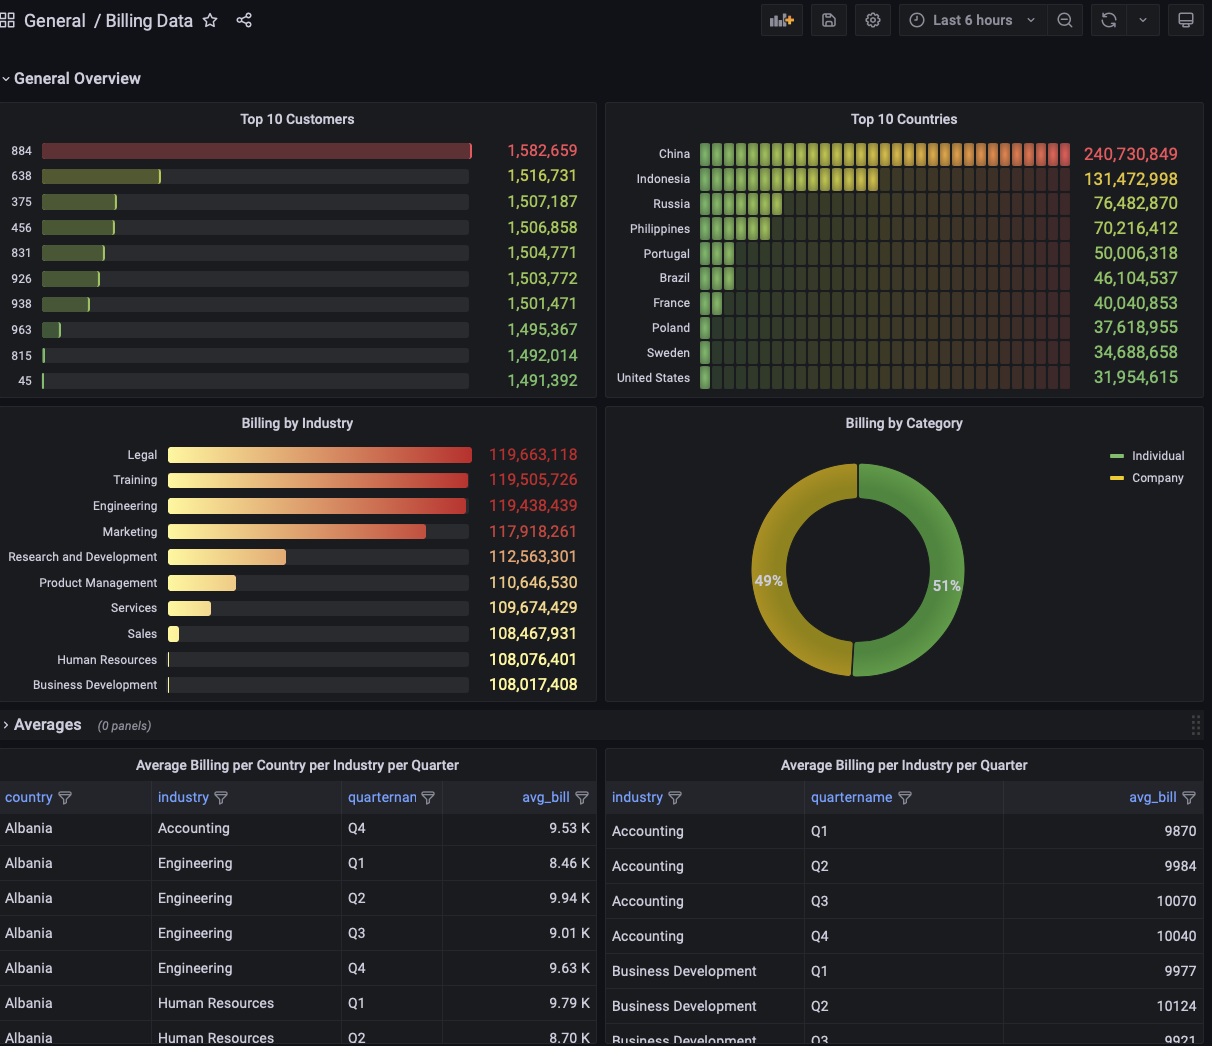 General / Billing Data
Last 6 hours
General Overview
Top 10 Customers
884 1,582,659
638 1,516,731
375 1,507,187
456 1,506,858
831 1,504,771
926 1,503,772
938 1,501,471
963 1,495,367
815 1,492,014
45 1,491,392
Top 10 Countries
China 240,730,849
Indonesia 131,472,998
Russia 76,482,870
Philippines 70,216,412
Portugal 50,006,318
Brazil 46,104,537
France 40,040,853
Poland 37,618,955
Sweden 34,688,658
United States 31,954,615
Billing by Industry
Legal 119,663,118
Training 119,505,726
Engineering 119,438,439
Marketing 117,918,261
Research and Development 112,563,301
Product Management 110,646,530
Services 109,674,429
Sales 108,467,931
Human Resources 108,076,401
Business Development 108,017,408
Billing by Category
Individual
Company
49%
51%
Averages (0 panels)
Average Billing per Country per Industry per Quarter
country industry quarternan avg_bill
Albania Accounting Q4 9.53 K
Albania Engineering Q1 8.46 K
Albania Engineering Q2 9.94 K
Albania Engineering Q3 9.01 K
Albania Engineering Q4 9.63 K
Albania Human Resources Q1 9.79 K
Albania Human Resources Q2 8.70 K
Average Billing per Industry per Quarter
industry quartername avg_bill
Accounting Q1 9870
Accounting Q2 9984
Accounting Q3 10070
Accounting Q4 10040
Business Development Q1 9977
Business Development Q2 10124
Business Development Q3 9921